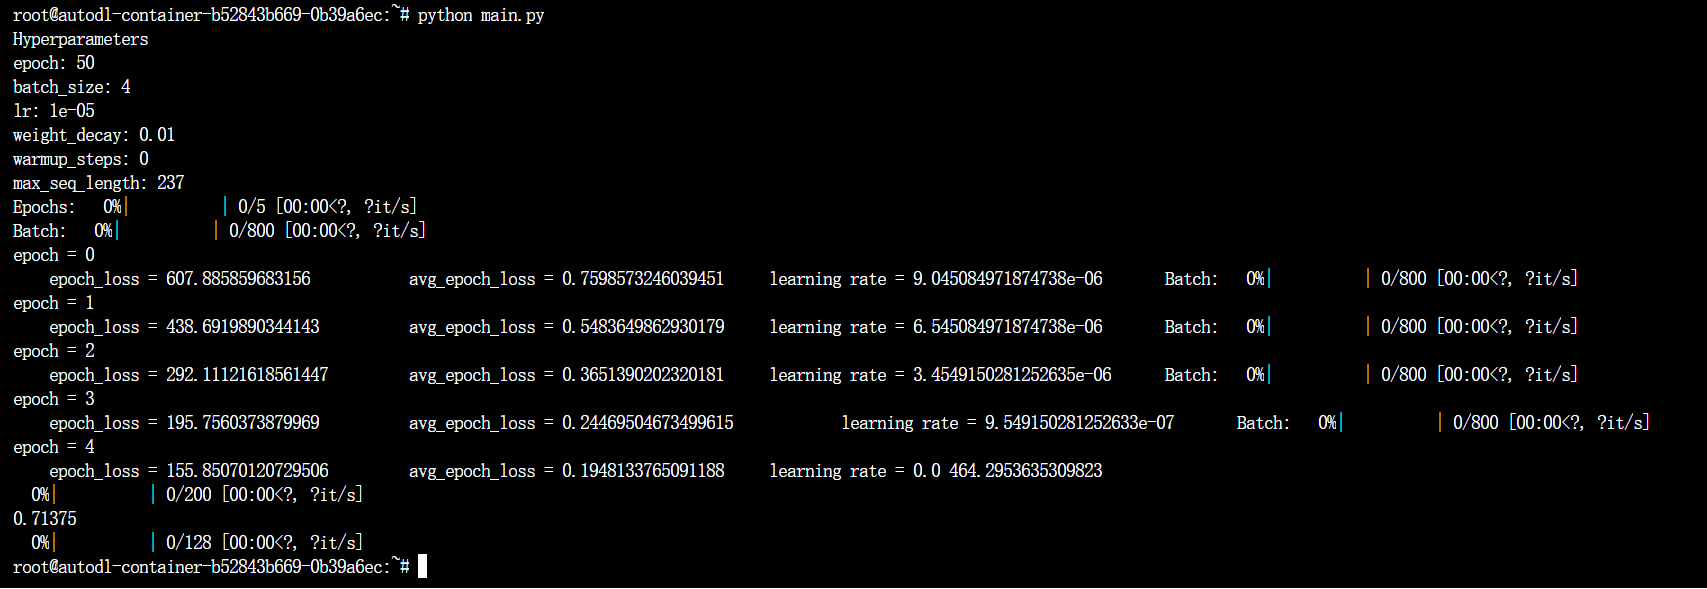 root@autodl-container-b52843b669-0b39a6ec:~# python main.py
Hyperparameters
epoch: 50
batch_size: 4
lr: 1e-05
weight_decay: 0.01
warmup_steps: 0
max_seq_length: 237
Epochs:   0%|          | 0/5 [00:00<?, ?it/s]
Batch:   0%|          | 0/800 [00:00<?, ?it/s]
epoch = 0
    epoch_loss = 607.885859683156           avg_epoch_loss = 0.7598573246039451     learning rate = 9.045084971874738e-06       Batch:   0%|          | 0/800 [00:00<?, ?it/s]
epoch = 1
    epoch_loss = 438.6919890344143          avg_epoch_loss = 0.5483649862930179     learning rate = 6.545084971874738e-06       Batch:   0%|          | 0/800 [00:00<?, ?it/s]
epoch = 2
    epoch_loss = 292.11121618561447         avg_epoch_loss = 0.3651390202320181     learning rate = 3.4549150281252635e-06      Batch:   0%|          | 0/800 [00:00<?, ?it/s]
epoch = 3
    epoch_loss = 195.7560373879969          avg_epoch_loss = 0.24469504673499615            learning rate = 9.549150281252633e-07       Batch:   0%|          | 0/800 [00:00<?, ?it/s]
epoch = 4
    epoch_loss = 155.85070120729506         avg_epoch_loss = 0.1948133765091188     learning rate = 0.0 464.2953635309823
  0%|          | 0/200 [00:00<?, ?it/s]
0.71375
  0%|          | 0/128 [00:00<?, ?it/s]
root@autodl-container-b52843b669-0b39a6ec:~#